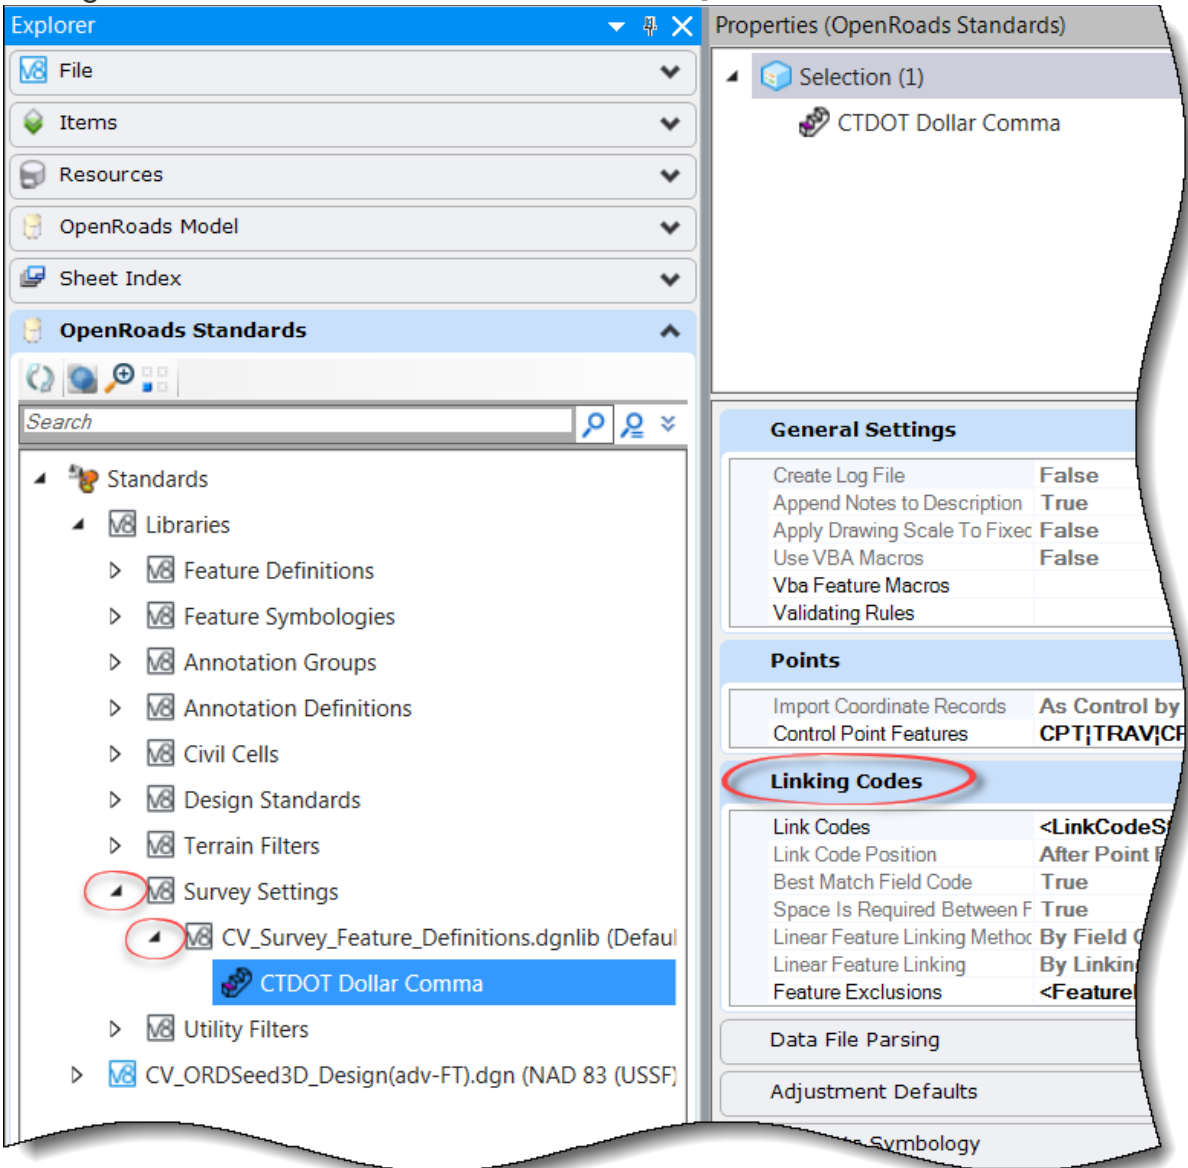 Explorer
File
Items
Resources
OpenRoads Model
Sheet Index
OpenRoads Standards
Search
Standards
Libraries
Feature Definitions
Feature Symbologies
Annotation Groups
Annotation Definitions
Civil Cells
Design Standards
Terrain Filters
Survey Settings
CV_Survey_Feature_Definitions.dgnlib (Defaul
CTDOT Dollar Comma
Utility Filters
CV_ORDSeed3D_Design(adv-FT).dgn (NAD 83 (USSF)
Properties (OpenRoads Standards)
Selection (1)
CTDOT Dollar Comma
General Settings
Create Log File False
Append Notes to Description True
Apply Drawing Scale To Fixed False
Use VBA Macros False
Vba Feature Macros
Validating Rules
Points
Import Coordinate Records As Control by
Control Point Features CPT¦TRAV¦CP
Linking Codes
Link Codes <LinkCodeSt
Link Code Position After Point F
Best Match Field Code True
Space Is Required Between F True
Linear Feature Linking Method By Field C
Linear Feature Linking By Linkin
Feature Exclusions <Feature
Data File Parsing
Adjustment Defaults
Symbology